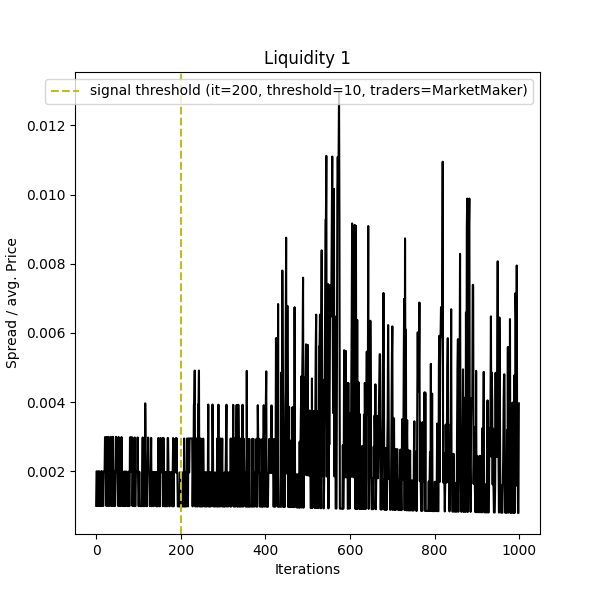 Liquidity 1
signal threshold (it=200, threshold=10, traders=MarketMaker)
0.012
0.010
0.008
0.006
0.004
0.002
Spread / avg. Price
0 200 400 600 800 1000
Iterations